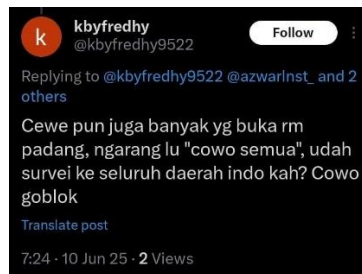 k
kbyfredhy
@kbyfredhy9522
Follow
Replying to @kbyfredhy9522 @azwarInst_ and 2
others
Cewe pun juga banyak yg buka rm
padang, ngarang lu "cowo semua", udah
survei ke seluruh daerah indo kah? Cowo
goblok
Translate post
7:24 · 10 Jun 25 · 2 Views